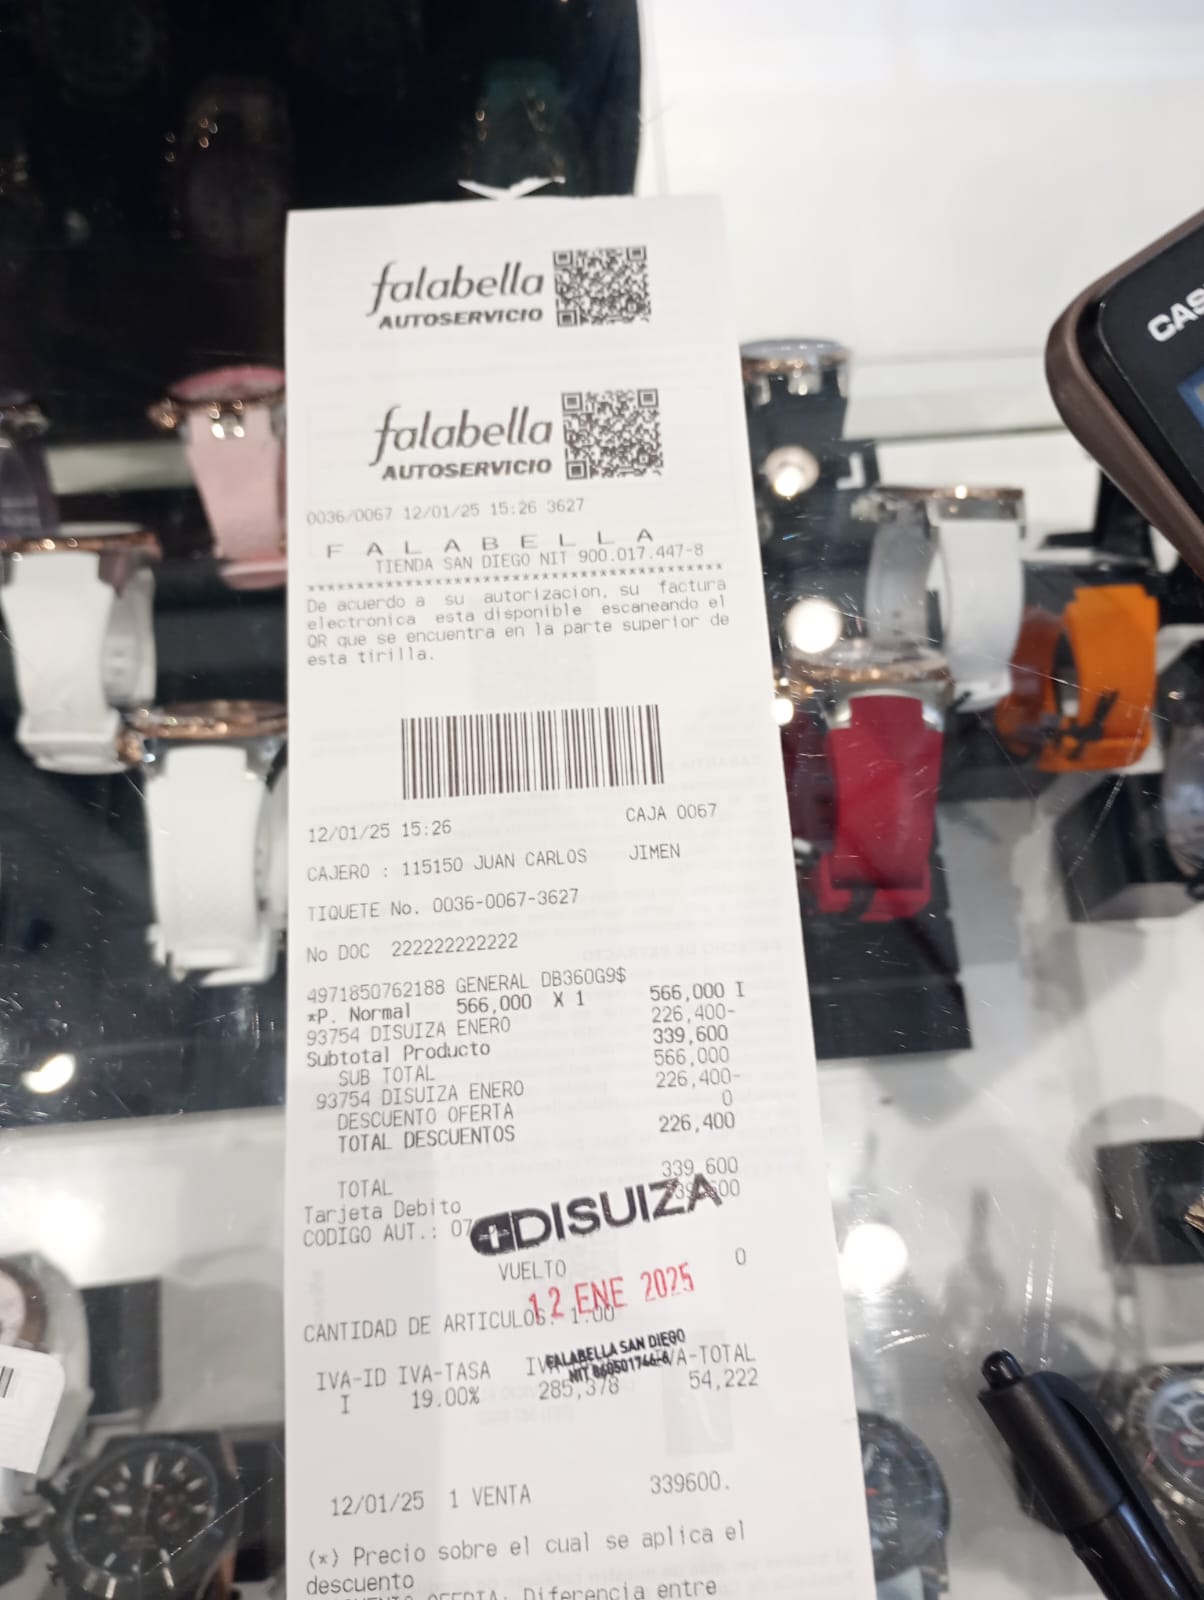 falabella
AUTOSERVICIO
falabella
AUTOSERVICIO
0036/0067 12/01/25 15:26 3627
F A L A B E L L A
TIENDA SAN DIEGO NIT 900.017.447-8
De acuerdo a su autorizacion, su factura
electronica esta disponible escaneando el
QR que se encuentra en la parte superior de
esta tirilla.
12/01/25 15:26 CAJA 0067
CAJERO : 115150 JUAN CARLOS JIMEN
TIQUETE No. 0036-0067-3627
No DOC 222222222222
4971850762188 GENERAL DB360G9$
*P. Normal 566,000 X 1 566,000 I
93754 DISUIZA ENERO 226,400-
Subtotal Producto 339,600
SUB TOTAL 566,000
93754 DISUIZA ENERO 226,400-
DESCUENTO OFERTA 0
TOTAL DESCUENTOS 226,400
TOTAL 339,600
Tarjeta Debito
CODIGO AUT.: 07
DISUIZA
VUELTO 0
12 ENE 2025
CANTIDAD DE ARTICULOS: 1.00
FALABELLA SAN DIEGO
IVA-ID IVA-TASA
I 19.00% 285,378 54,222
12/01/25 1 VENTA 339600.
(*) Precio sobre el cual se aplica el
descuento
OFERTA: Diferencia entre